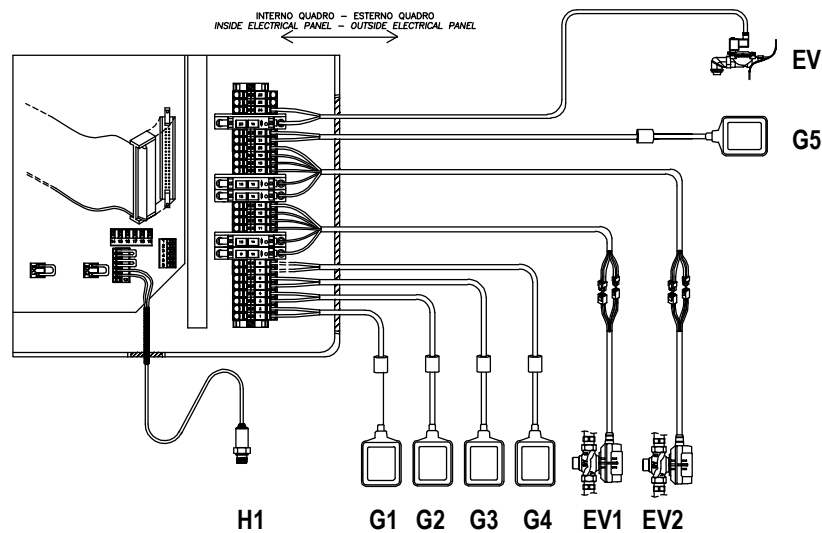 INTERNO QUADRO – ESTERNO QUADRO
INSIDE ELECTRICAL PANEL – OUTSIDE ELECTRICAL PANEL
EV
G5
H1 G1 G2 G3 G4 EV1 EV2